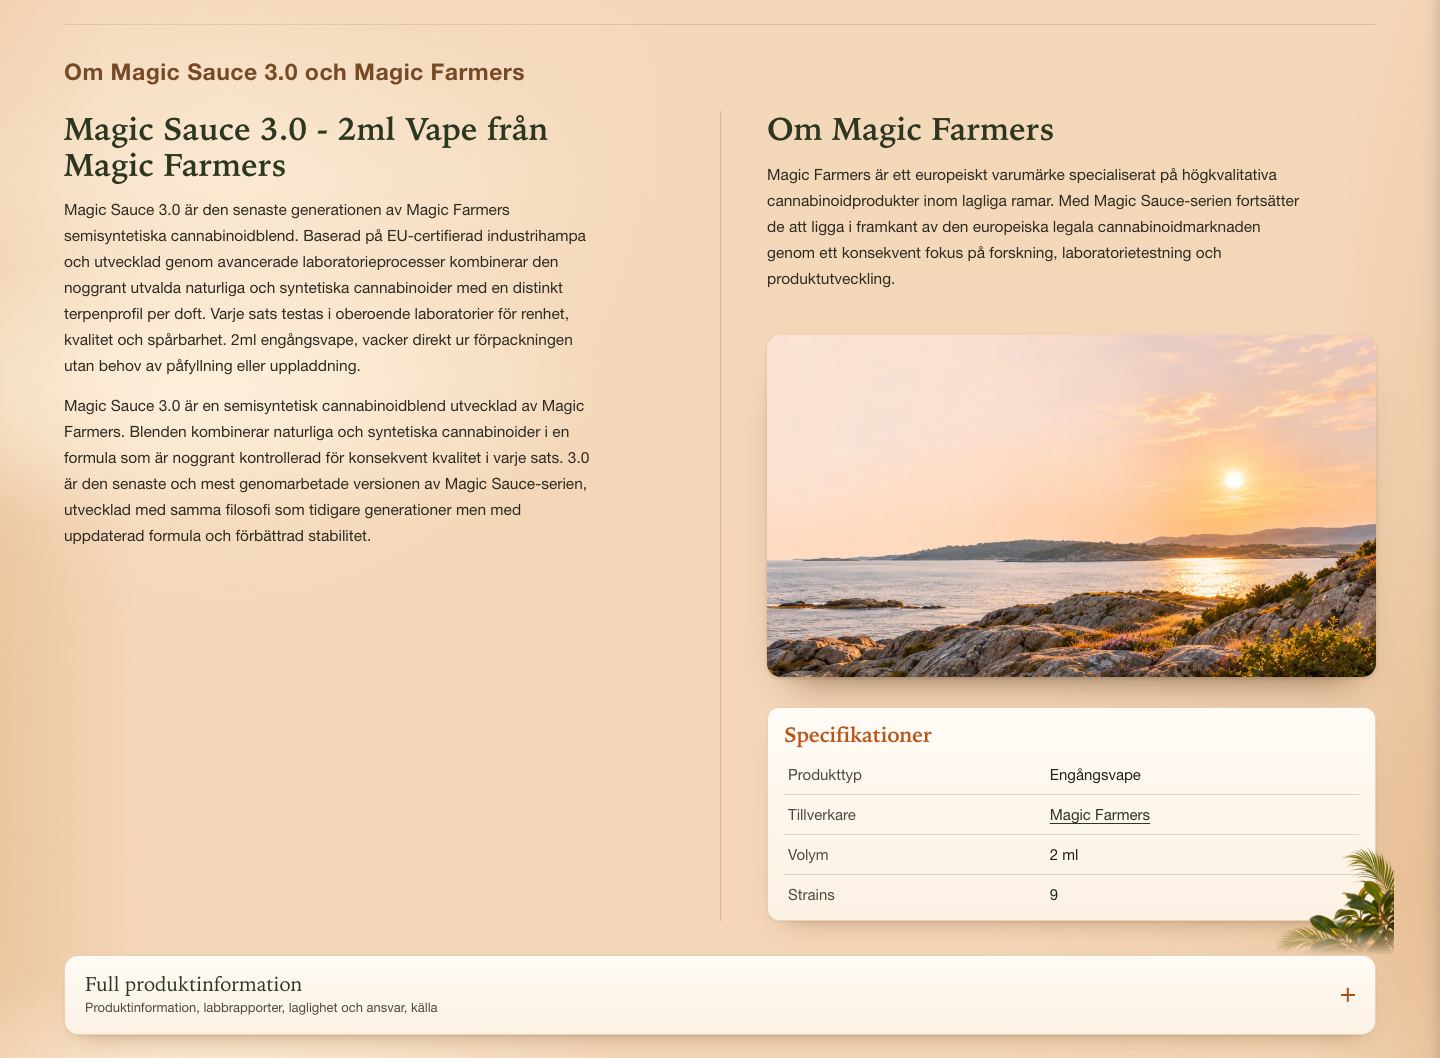 Om Magic Sauce 3.0 och Magic Farmers
Magic Sauce 3.0 - 2ml Vape från
Magic Farmers
Magic Sauce 3.0 är den senaste generationen av Magic Farmers
semisyntetiska cannabinoidblend. Baserad på EU-certifierad industrihampa
och utvecklad genom avancerade laboratorieprocesser kombinerar den
noggrant utvalda naturliga och syntetiska cannabinoider med en distinkt
terpenprofil per doft. Varje sats testas i oberoende laboratorier för renhet,
kvalitet och spårbarhet. 2ml engångsvape, vacker direkt ur förpackningen
utan behov av påfyllning eller uppladdning.
Magic Sauce 3.0 är en semisyntetisk cannabinoidblend utvecklad av Magic
Farmers. Blenden kombinerar naturliga och syntetiska cannabinoider i en
formula som är noggrant kontrollerad för konsekvent kvalitet i varje sats. 3.0
är den senaste och mest genomarbetade versionen av Magic Sauce-serien,
utvecklad med samma filosofi som tidigare generationer men med
uppdaterad formula och förbättrad stabilitet.
Om Magic Farmers
Magic Farmers är ett europeiskt varumärke specialiserat på högkvalitativa
cannabinoidprodukter inom lagliga ramar. Med Magic Sauce-serien fortsätter
de att ligga i framkant av den europeiska legala cannabinoidmarknaden
genom ett konsekvent fokus på forskning, laboratorietestning och
produktutveckling.
Specifikationer
Produkttyp Engångsvape
Tillverkare Magic Farmers
Volym 2 ml
Strains 9
Full produktinformation
Produktinformation, labbrapporter, laglighet och ansvar, källa